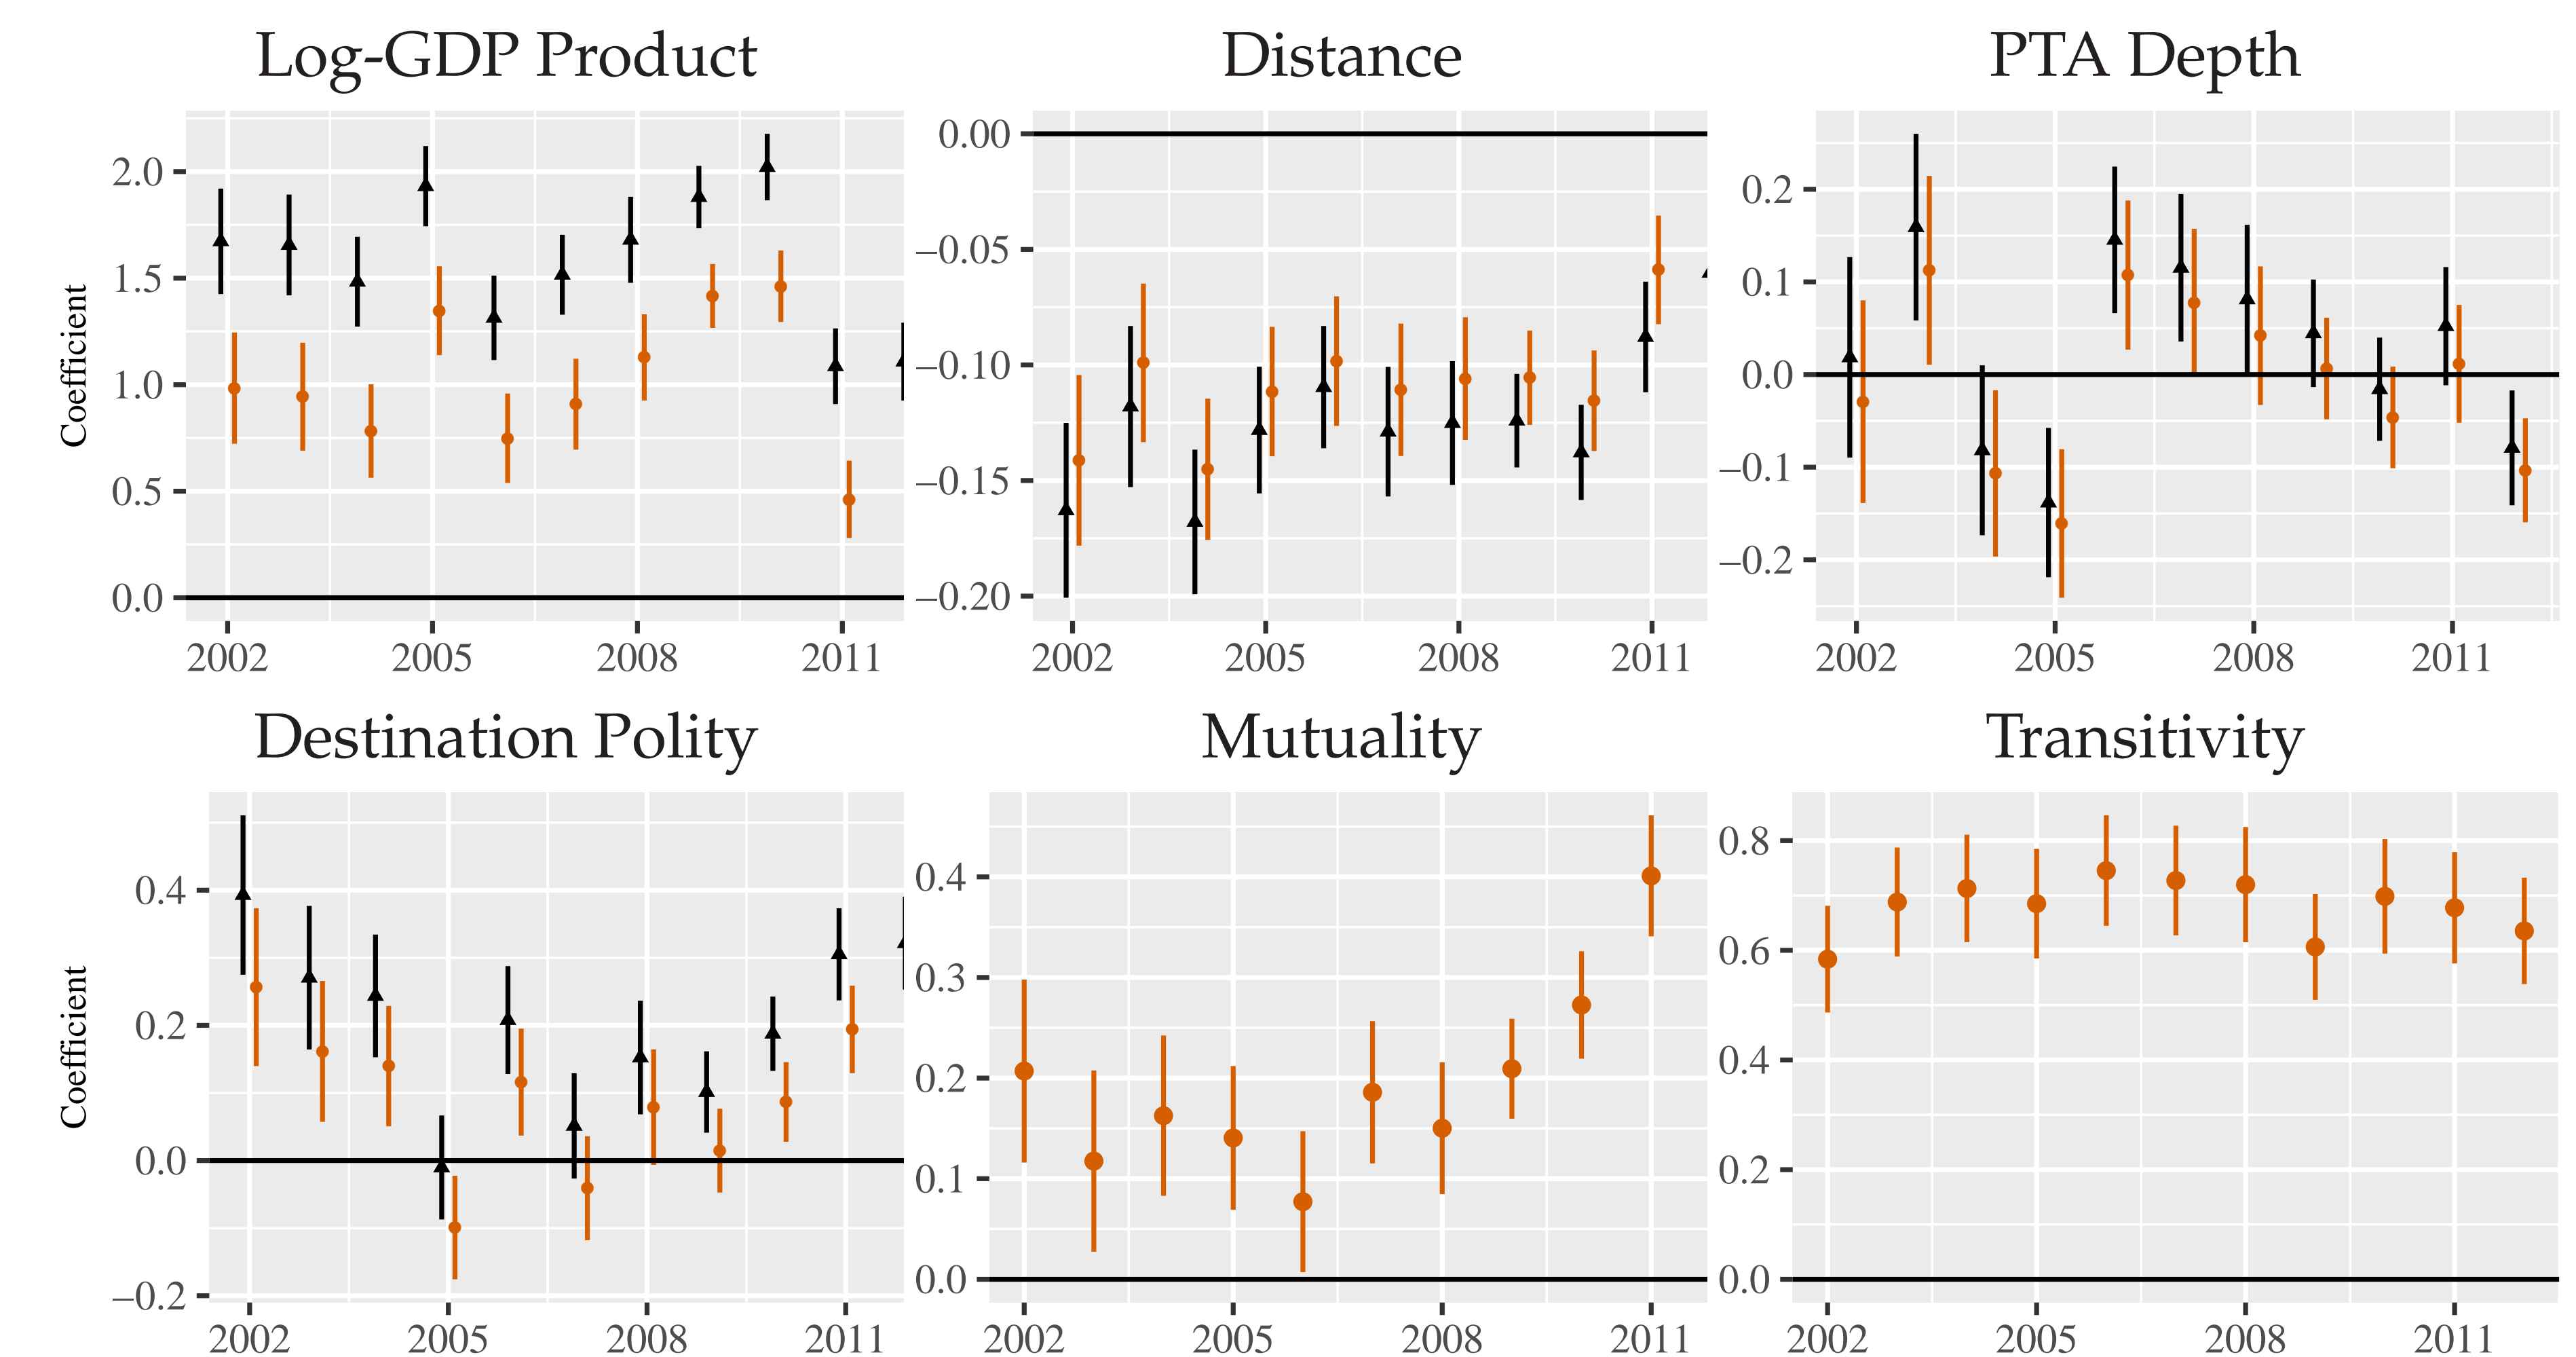 Log-GDP Product
Distance
PTA Depth
Coefficient
2.0
1.5
1.0
0.5
0.0
2002 2005 2008 2011
0.00
−0.05
−0.10
−0.15
−0.20
2002 2005 2008 2011
0.2
0.1
0.0
−0.1
−0.2
2002 2005 2008 2011
Destination Polity
Mutuality
Transitivity
Coefficient
0.4
0.2
0.0
−0.2
2002 2005 2008 2011
0.4
0.3
0.2
0.1
0.0
2002 2005 2008 2011
0.8
0.6
0.4
0.2
0.0
2002 2005 2008 2011